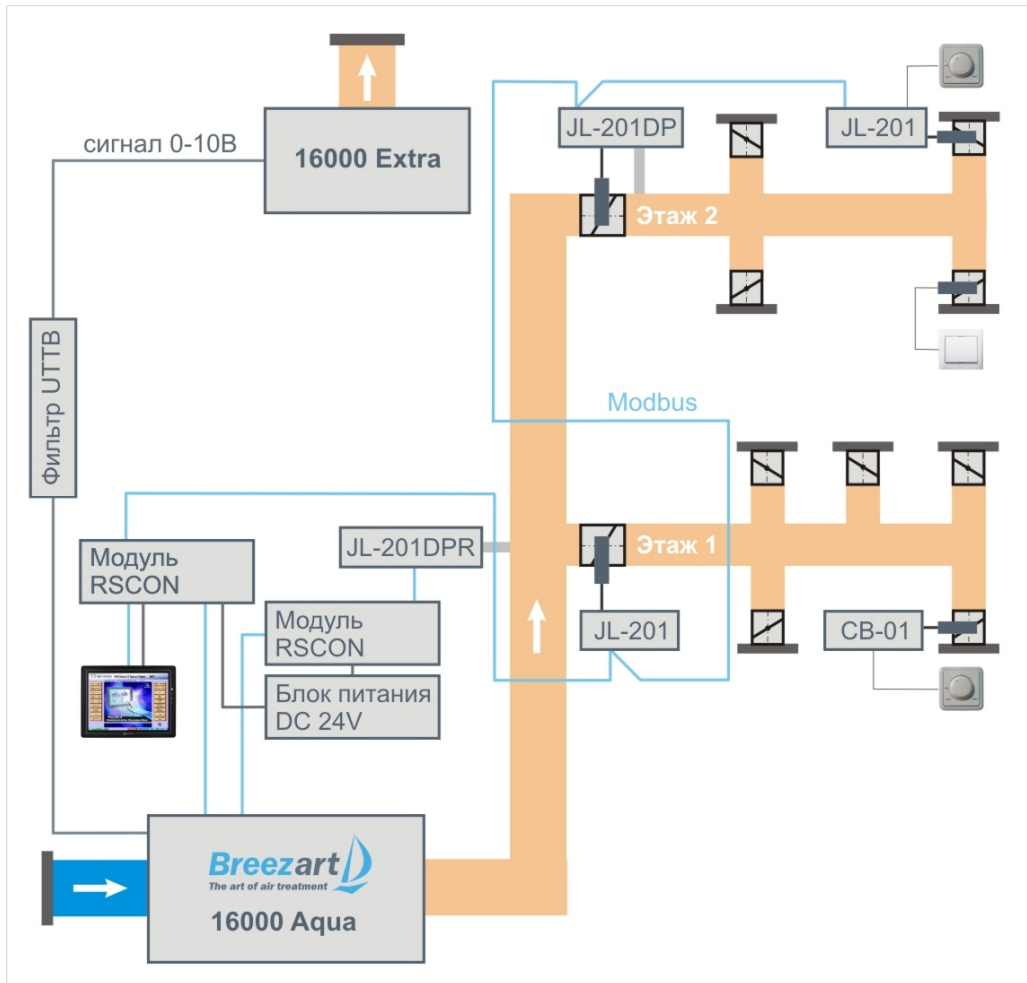 сигнал 0-10В
16000 Extra
JL-201DP
JL-201
Этаж 2
Фильтр UTTB
Modbus
Модуль
RSCON
JL-201DPR
Этаж 1
Модуль
RSCON
JL-201
CB-01
Блок питания
DC 24V
Breezart
The art of air treatment
16000 Aqua